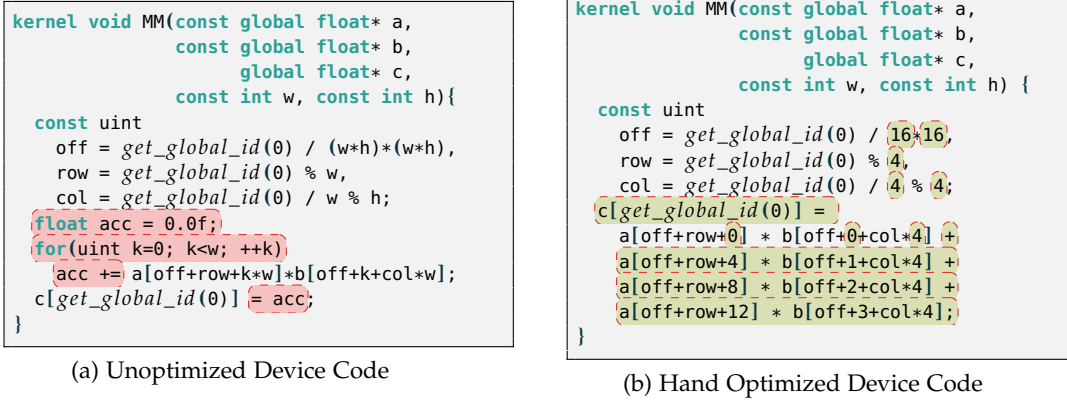 kernel void MM(const global float* a,
const global float* b,
global float* c,
const int w, const int h){
const uint
off = get_global_id(0) / (w*h)*(w*h),
row = get_global_id(0) % w,
col = get_global_id(0) / w % h;
float acc = 0.0f;
for(uint k=0; k<w; ++k)
acc += a[off+row+k*w]*b[off+k+col*w];
c[get_global_id(0)] = acc;
}
(a) Unoptimized Device Code
kernel void MM(const global float* a,
const global float* b,
global float* c,
const int w, const int h) {
const uint
off = get_global_id(0) / 16*16,
row = get_global_id(0) % 4,
col = get_global_id(0) / 4 % 4;
c[get_global_id(0)] =
a[off+row+0] * b[off+0+col*4] +
a[off+row+4] * b[off+1+col*4] +
a[off+row+8] * b[off+2+col*4] +
a[off+row+12] * b[off+3+col*4];
}
(b) Hand Optimized Device Code